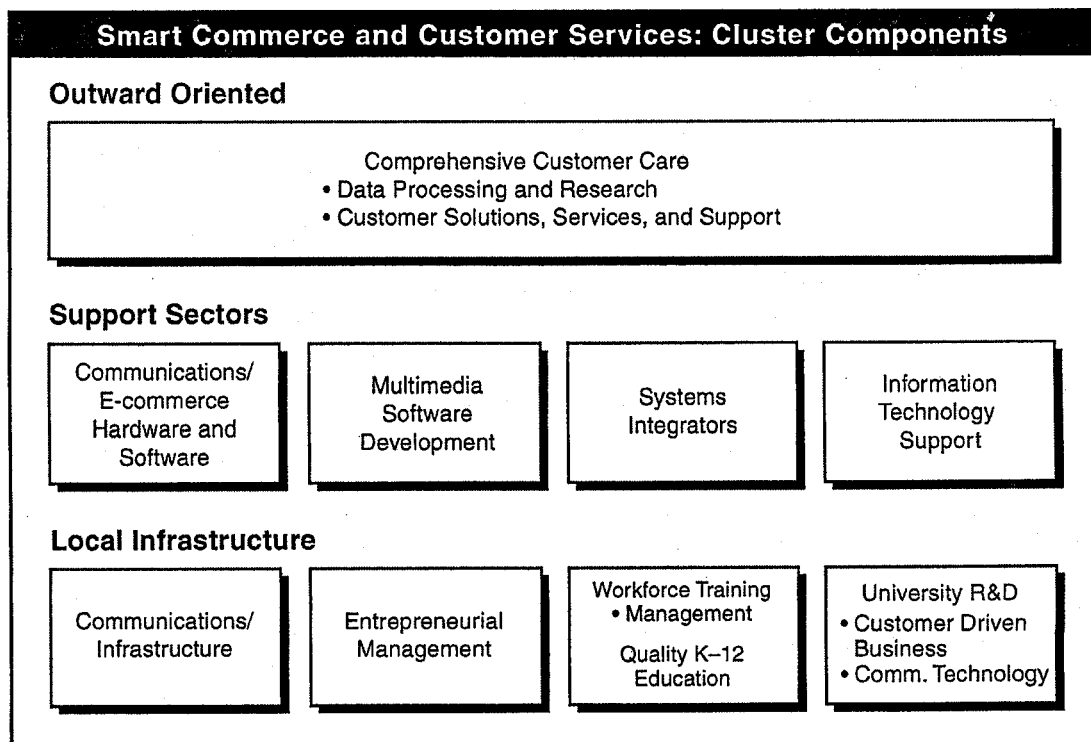 Smart Commerce and Customer Services: Cluster Components
Outward Oriented
Comprehensive Customer Care
• Data Processing and Research
• Customer Solutions, Services, and Support
Support Sectors
Communications/
E-commerce
Hardware and
Software
Multimedia
Software
Development
Systems
Integrators
Information
Technology
Support
Local Infrastructure
Communications/
Infrastructure
Entrepreneurial
Management
Workforce Training
• Management
Quality K–12
Education
University R&D
• Customer Driven
Business
• Comm. Technology